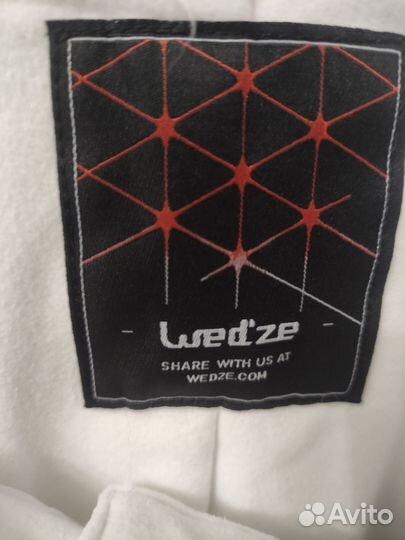 - Wed'ze -
SHARE WITH US AT
WEDZE.COM
Avito